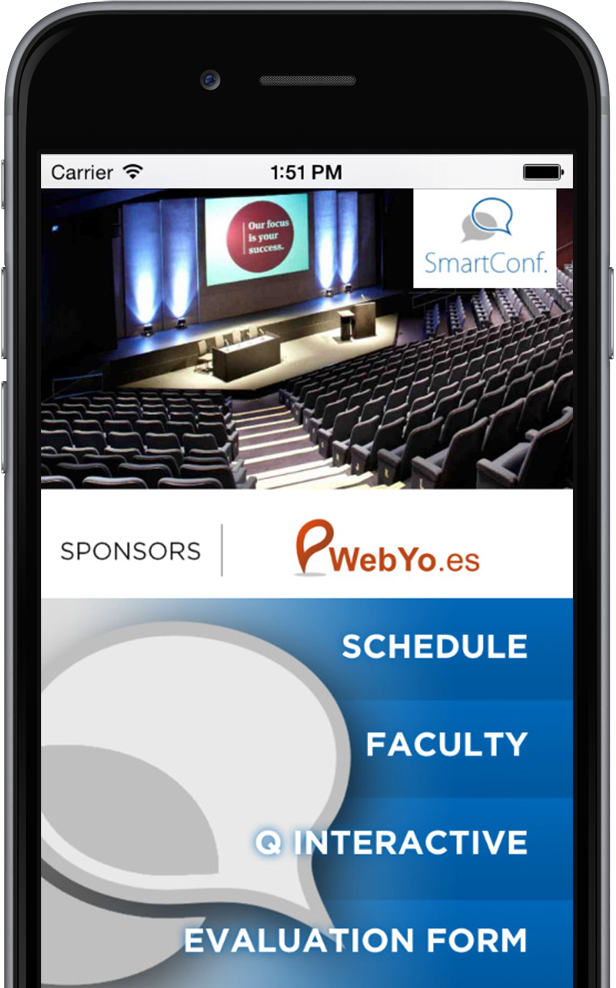 Carrier 1:51 PM
Our focus
is your
success.
SmartConf.
SPONSORS
WebYo.es
SCHEDULE
FACULTY
Q INTERACTIVE
EVALUATION FORM